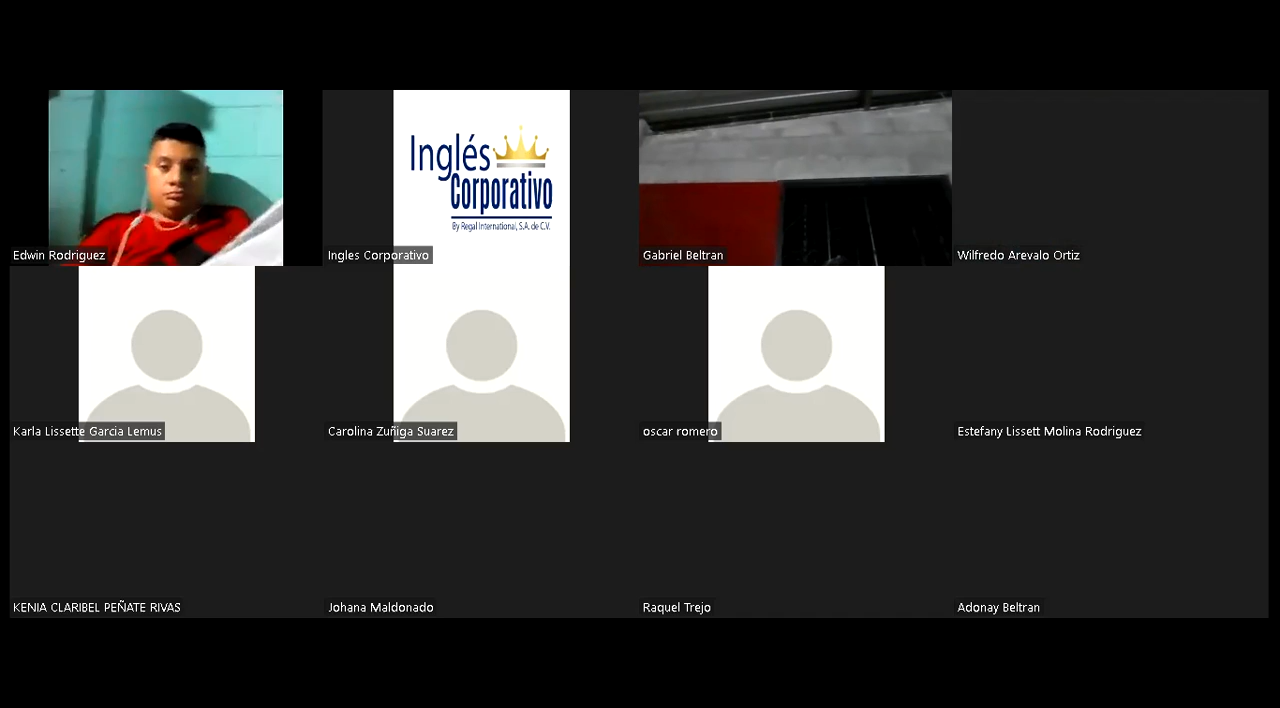 Inglés
Corporativo
By Regal International, S.A. de C.V.
Edwin Rodriguez
Ingles Corporativo
Gabriel Beltran
Wilfredo Arevalo Ortiz
Karla Lissette Garcia Lemus
Carolina Zuñiga Suarez
oscar romero
Estefany Lissett Molina Rodriguez
KENIA CLARIBEL PEÑATE RIVAS
Johana Maldonado
Raquel Trejo
Adonay Beltran